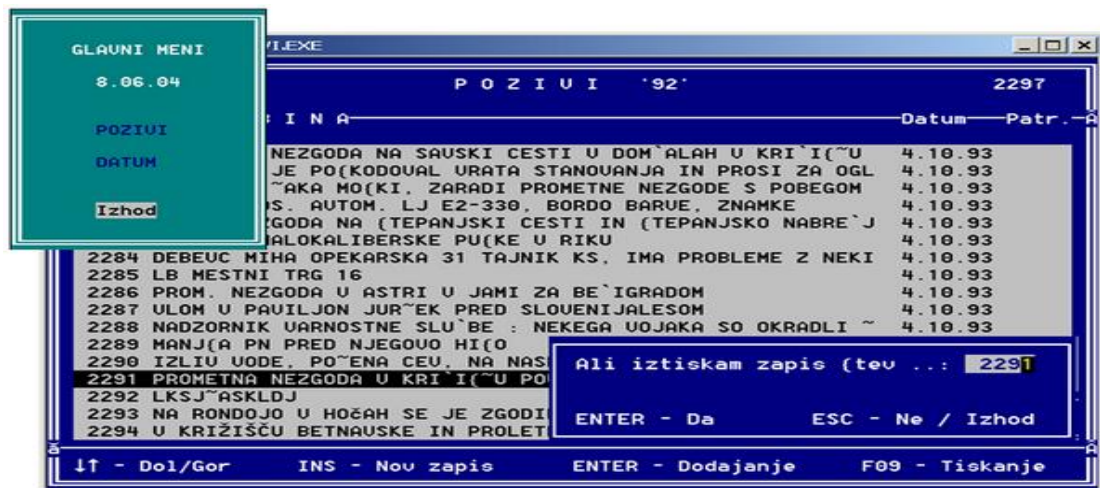 GLAVNI MENI
8.06.04
POZIVI
DATUM
Izhod
VI.EXE
P O Z I V I '92' 2297
I N A Datum Patr.
NEZGODA NA SAVSKI CESTI V DOM`ALAH V KRI`I{~U 4.10.93
JE PO{KODOVAL VRATA STANOVANJA IN PROSI ZA OGL 4.10.93
~AKA MO{KI, ZARADI PROMETNE NEZGODE S POBEGOM 4.10.93
S. AVTOM. LJ E2-330, BORDO BARVE, ZNAMKE 4.10.93
ZGODA NA {TEPANJSKI CESTI IN {TEPANJSKO NABRE`J 4.10.93
ALOKALIBERSKE PU{KE V RIKU 4.10.93
2284 DEBEVC MIHA OPEKARSKA 31 TAJNIK KS, IMA PROBLEME Z NEKI 4.10.93
2285 LB MESTNI TRG 16 4.10.93
2286 PROM. NEZGODA V ASTRI V JAMI ZA BE`IGRADOM 4.10.93
2287 VLOM V PAVILJON JUR~EK PRED SLOVENIJALESOM 4.10.93
2288 NADZORNIK VARNOSTNE SLU`BE : NEKEGA VOJAKA SO OKRADLI ~ 4.10.93
2289 MANJ{A PN PRED NJEGOVO HI{O
2290 IZLIV VODE, PO~ENA CEV, NA NAS
2291 PROMETNA NEZGODA V KRI`I{~U PO
2292 LKSJ~ASKLDJ
2293 NA RONDOJO V HOčAH SE JE ZGODI
2294 V KRIŽIŠČU BETNAVSKE IN PROLET
Ali iztiskam zapis {tev ..: 2291
ENTER - Da ESC - Ne / Izhod
↓↑ - Dol/Gor INS - Nov zapis ENTER - Dodajanje F09 - Tiskanje